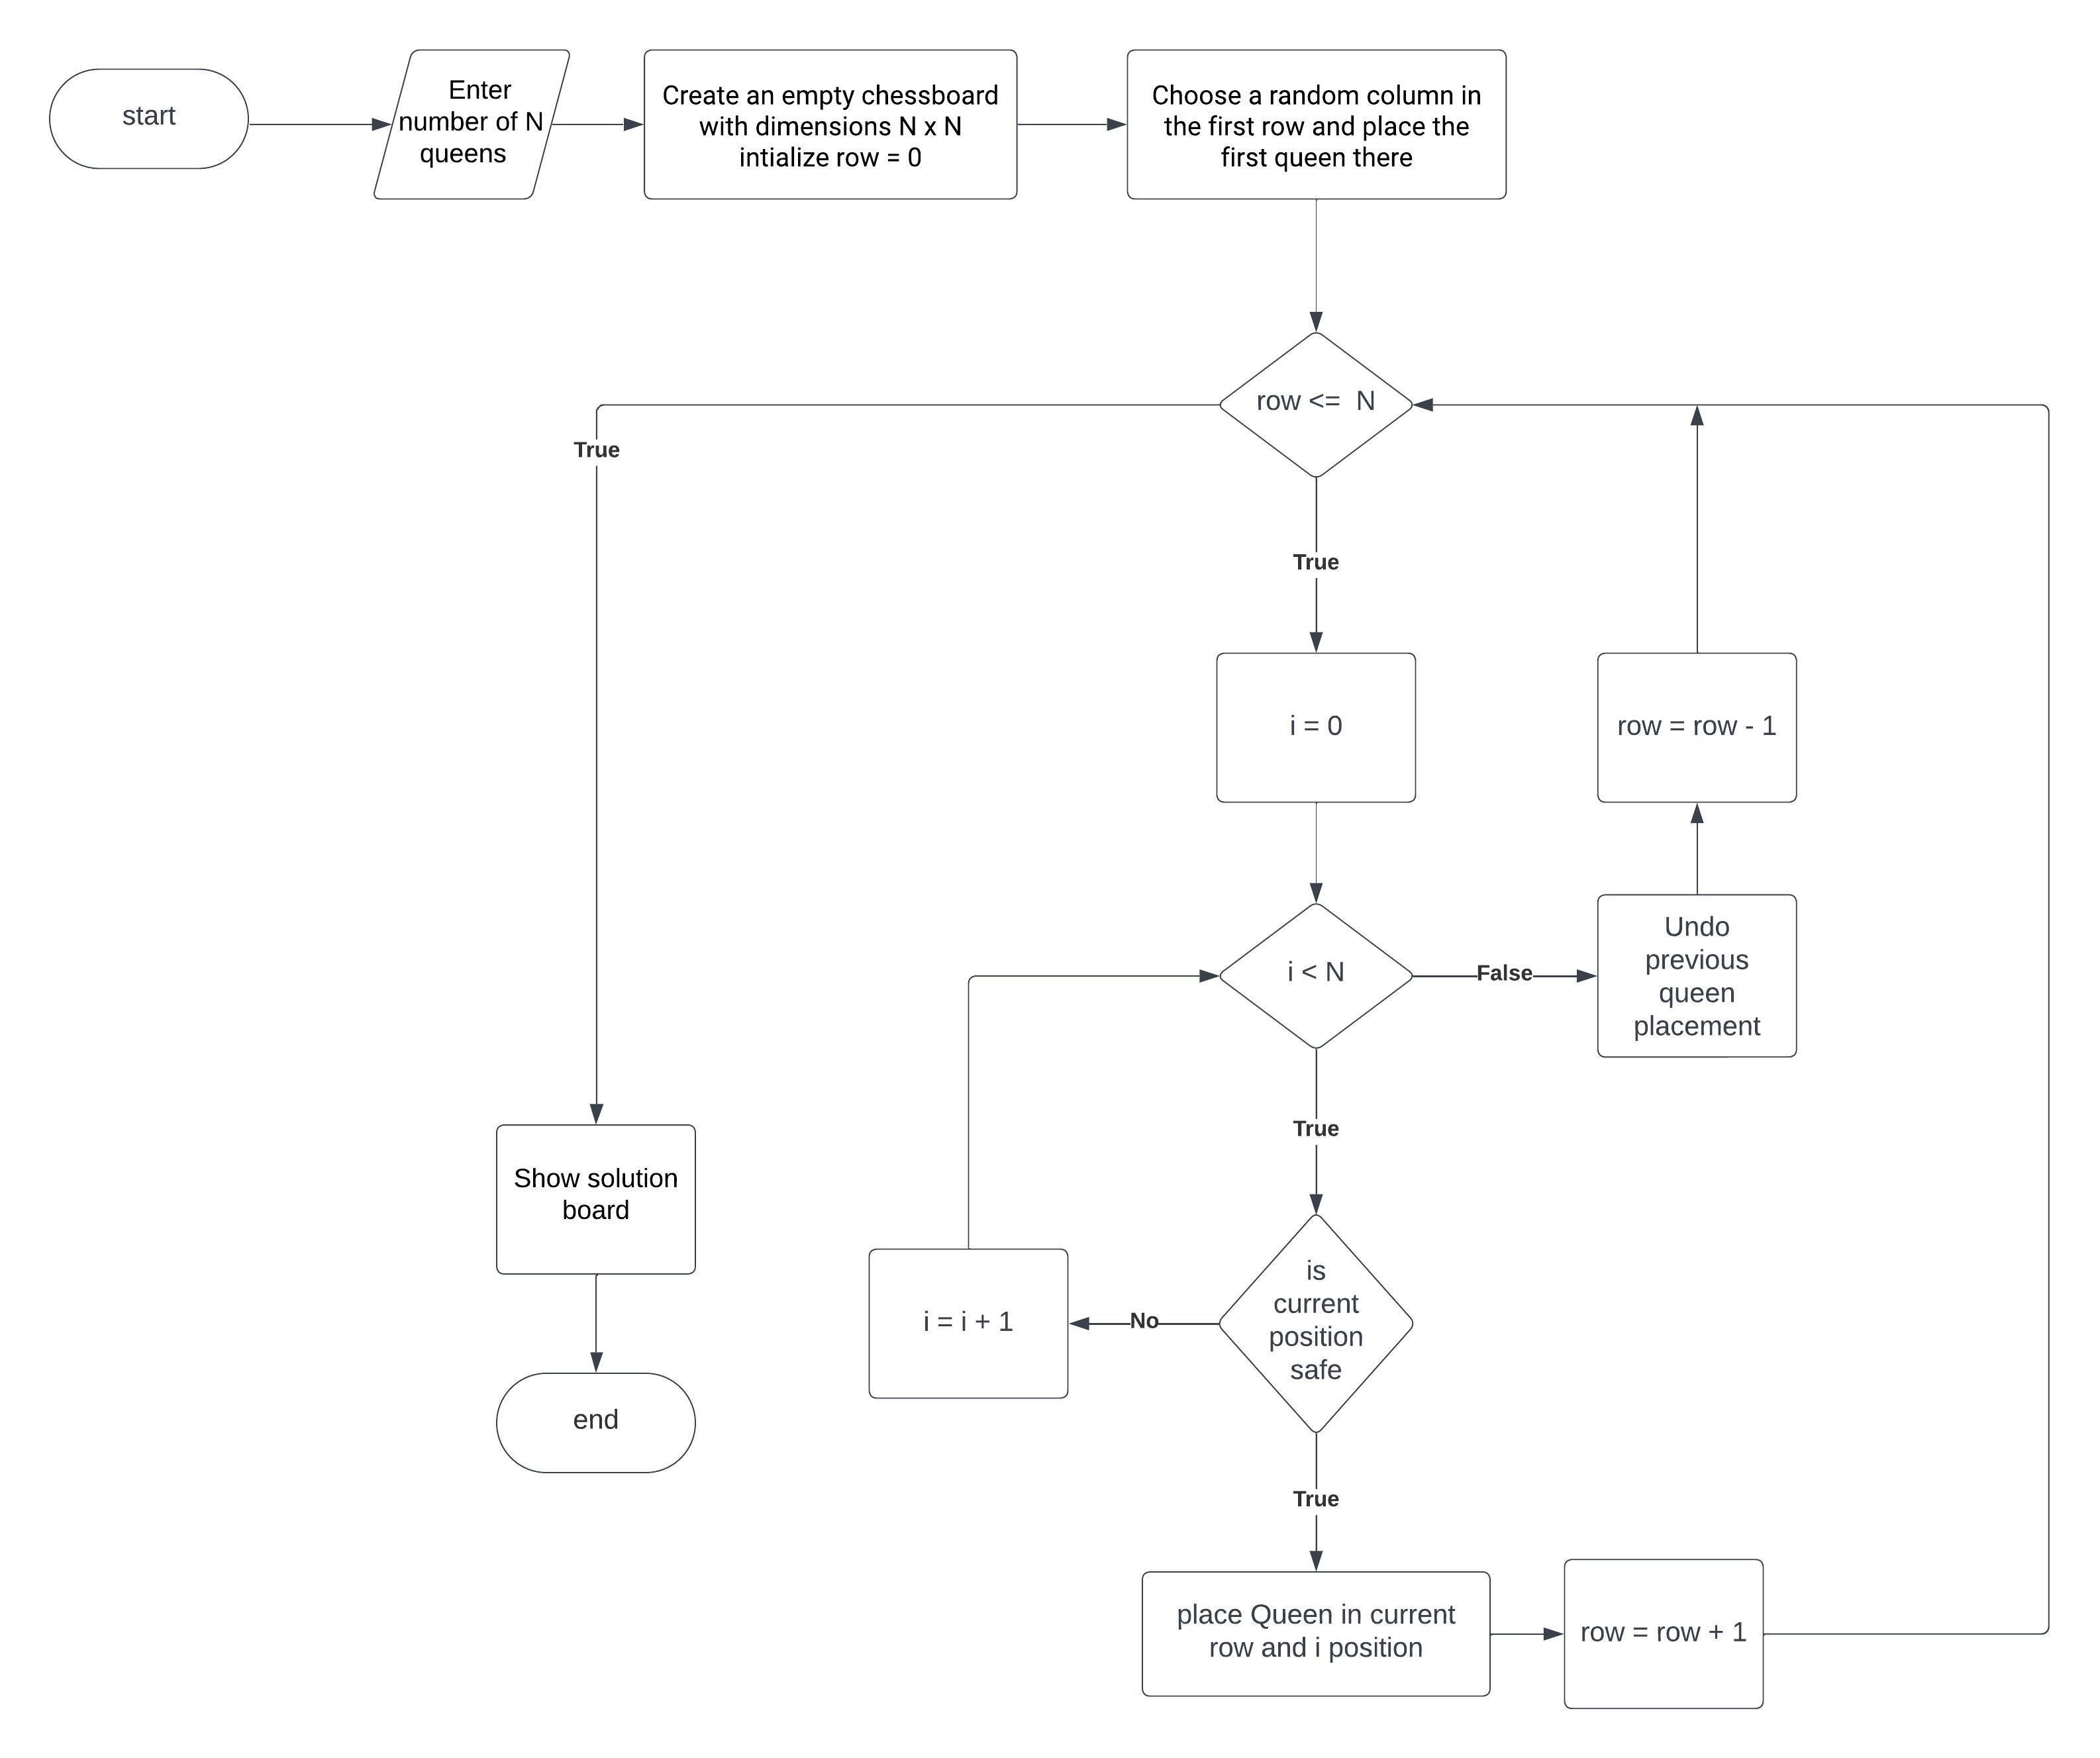 start
Enter
number of N
queens
Create an empty chessboard
with dimensions N x N
intialize row = 0
Choose a random column in
the first row and place the
first queen there
row <= N
True
True
i = 0
row = row - 1
i < N
False
Undo
previous
queen
placement
True
Show solution
board
is
current
position
safe
No
i = i + 1
end
True
place Queen in current
row and i position
row = row + 1